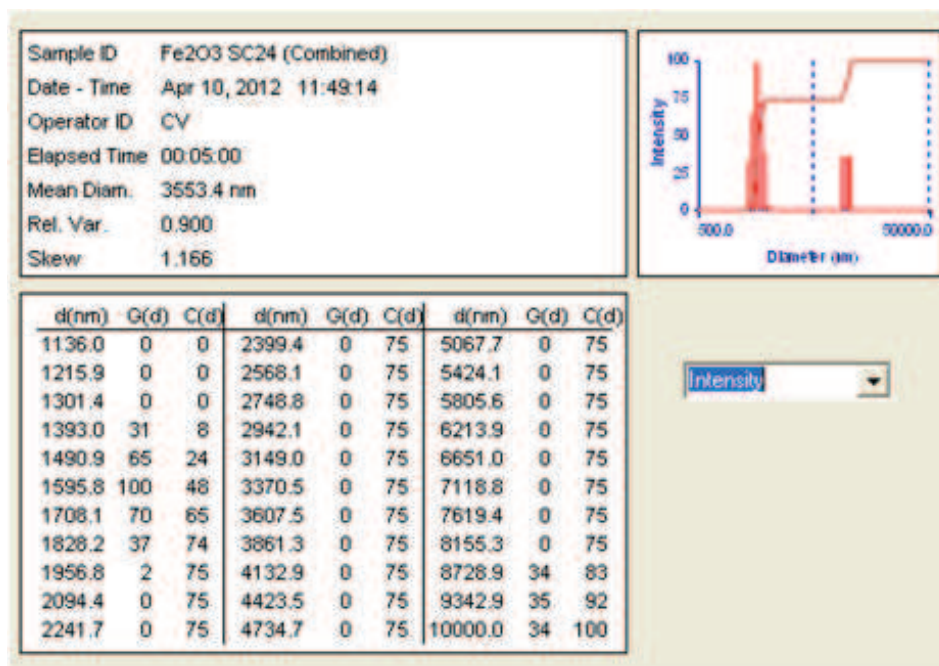 Sample ID Fe2O3 SC24 (Combined)
Date - Time Apr 10, 2012 11:49:14
Operator ID CV
Elapsed Time 00:05:00
Mean Diam. 3553.4 nm
Rel. Var. 0.900
Skew 1.166
100
75
50
25
0
Intensity
500.0 50000.0
Diameter (nm)
d(nm) G(d) C(d) d(nm) G(d) C(d) d(nm) G(d) C(d)
1136.0 0 0 2399.4 0 75 5067.7 0 75
1215.9 0 0 2568.1 0 75 5424.1 0 75
1301.4 0 0 2748.8 0 75 5805.6 0 75
1393.0 31 8 2942.1 0 75 6213.9 0 75
1490.9 65 24 3149.0 0 75 6651.0 0 75
1595.8 100 48 3370.5 0 75 7118.8 0 75
1708.1 70 65 3607.5 0 75 7619.4 0 75
1828.2 37 74 3861.3 0 75 8155.3 0 75
1956.8 2 75 4132.9 0 75 8728.9 34 83
2094.4 0 75 4423.5 0 75 9342.9 35 92
2241.7 0 75 4734.7 0 75 10000.0 34 100
Intensity